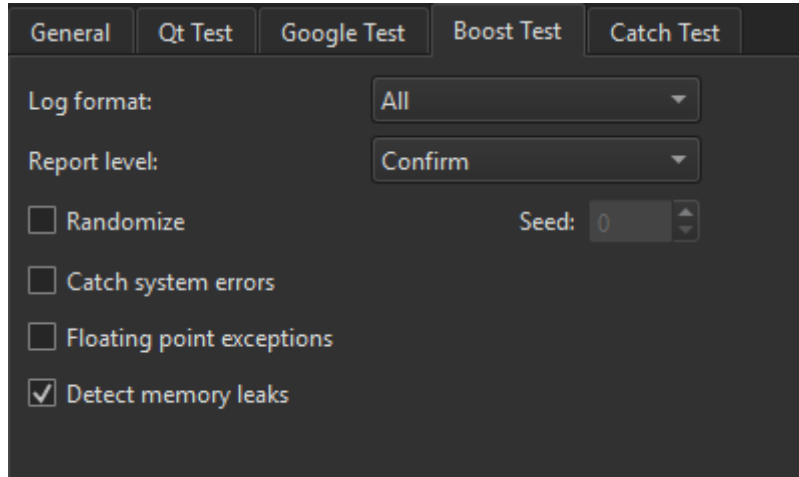 General Qt Test Google Test Boost Test Catch Test
Log format: All
Report level: Confirm
Randomize Seed: 0
Catch system errors
Floating point exceptions
Detect memory leaks